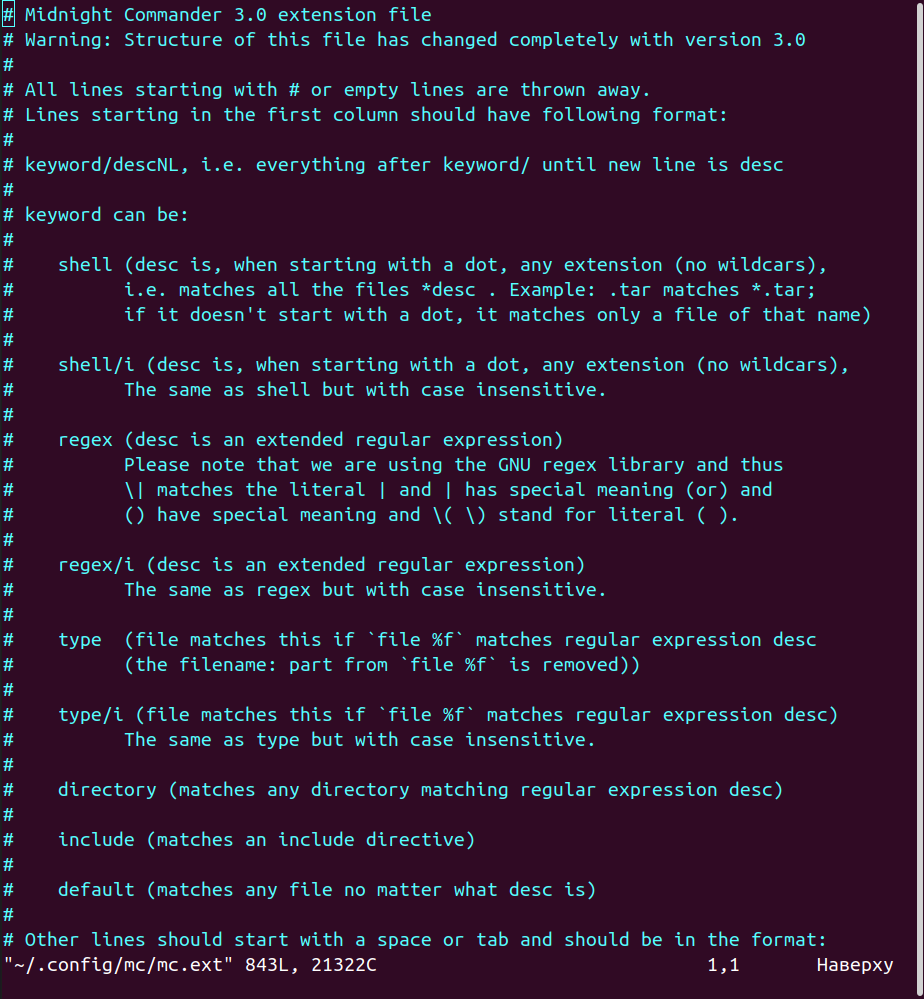 # Midnight Commander 3.0 extension file
# Warning: Structure of this file has changed completely with version 3.0
#
# All lines starting with # or empty lines are thrown away.
# Lines starting in the first column should have following format:
#
# keyword/descNL, i.e. everything after keyword/ until new line is desc
#
# keyword can be:
#
#    shell (desc is, when starting with a dot, any extension (no wildcars),
#          i.e. matches all the files *desc . Example: .tar matches *.tar;
#          if it doesn't start with a dot, it matches only a file of that name)
#
#    shell/i (desc is, when starting with a dot, any extension (no wildcars),
#          The same as shell but with case insensitive.
#
#    regex (desc is an extended regular expression)
#          Please note that we are using the GNU regex library and thus
#          \| matches the literal | and | has special meaning (or) and
#          () have special meaning and \( \) stand for literal ( ).
#
#    regex/i (desc is an extended regular expression)
#          The same as regex but with case insensitive.
#
#    type  (file matches this if `file %f` matches regular expression desc
#          (the filename: part from `file %f` is removed))
#
#    type/i (file matches this if `file %f` matches regular expression desc)
#          The same as type but with case insensitive.
#
#    directory (matches any directory matching regular expression desc)
#
#    include (matches an include directive)
#
#    default (matches any file no matter what desc is)
#
# Other lines should start with a space or tab and should be in the format:
"~/.config/mc/mc.ext" 843L, 21322C                              1,1       Наверху